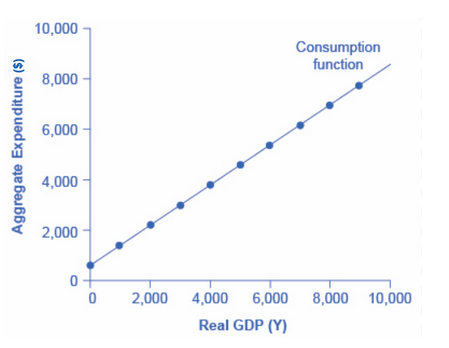 10,000
Consumption
function
8,000
6,000
4,000
2,000
0
Aggregate Expenditure ($)
0 2,000 4,000 6,000 8,000 10,000
Real GDP (Y)